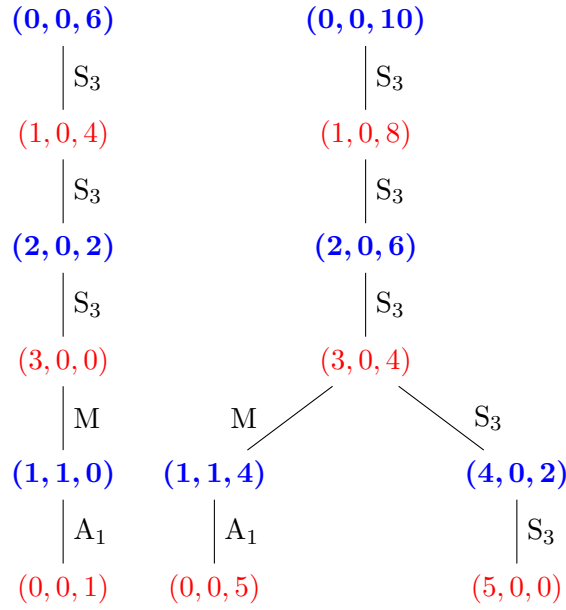 (0, 0, 6) (0, 0, 10)
S₃ S₃
(1, 0, 4) (1, 0, 8)
S₃ S₃
(2, 0, 2) (2, 0, 6)
S₃ S₃
(3, 0, 0) (3, 0, 4)
M M S₃
(1, 1, 0) (1, 1, 4) (4, 0, 2)
A₁ A₁ S₃
(0, 0, 1) (0, 0, 5) (5, 0, 0)